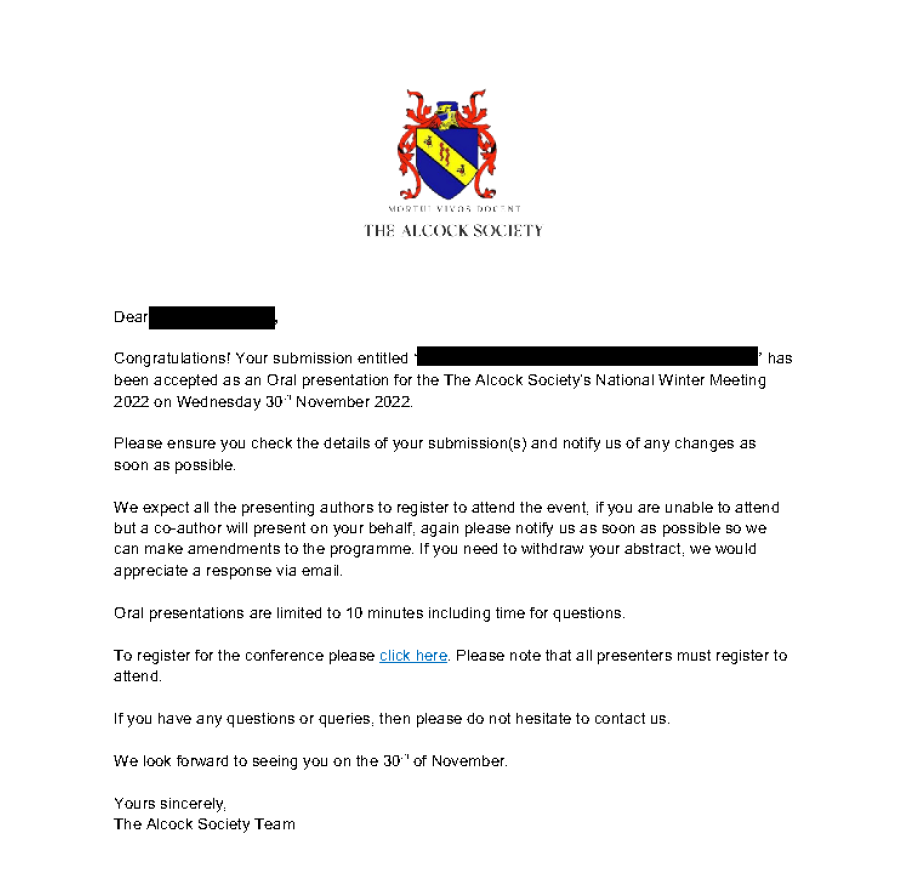 MORTUI VIVOS DOCENT
THE ALCOCK SOCIETY
Dear ,
Congratulations! Your submission entitled ‘ ’ has
been accepted as an Oral presentation for the The Alcock Society’s National Winter Meeting
2022 on Wednesday 30th November 2022.
Please ensure you check the details of your submission(s) and notify us of any changes as
soon as possible.
We expect all the presenting authors to register to attend the event, if you are unable to attend
but a co-author will present on your behalf, again please notify us as soon as possible so we
can make amendments to the programme. If you need to withdraw your abstract, we would
appreciate a response via email.
Oral presentations are limited to 10 minutes including time for questions.
To register for the conference please click here. Please note that all presenters must register to
attend.
If you have any questions or queries, then please do not hesitate to contact us.
We look forward to seeing you on the 30th of November.
Yours sincerely,
The Alcock Society Team